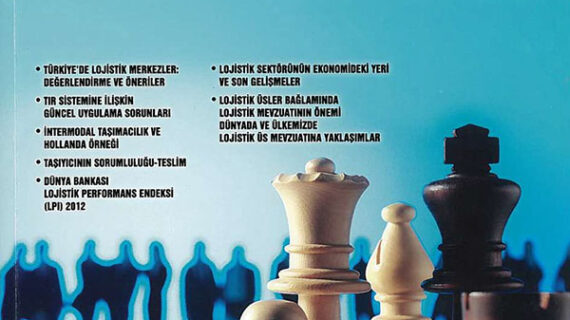 • TÜRKİYE'DE LOJİSTİK MERKEZLER:
DEĞERLENDİRME VE ÖNERİLER
• TIR SİSTEMİNE İLİŞKİN
GÜNCEL UYGULAMA SORUNLARI
• İNTERMODAL TAŞIMACILIK VE
HOLLANDA ÖRNEĞİ
• TAŞIYICININ SORUMLULUĞU-TESLİM
• DÜNYA BANKASI
LOJİSTİK PERFORMANS ENDEKSİ
(LPI) 2012
• LOJİSTİK SEKTÖRÜNÜN EKONOMİDEKİ YERİ
VE SON GELİŞMELER
• LOJİSTİK ÜSLER BAĞLAMINDA
LOJİSTİK MEVZUATININ ÖNEMİ
DÜNYADA VE ÜLKEMİZDE
LOJİSTİK ÜS MEVZUATINA YAKLAŞIMLAR